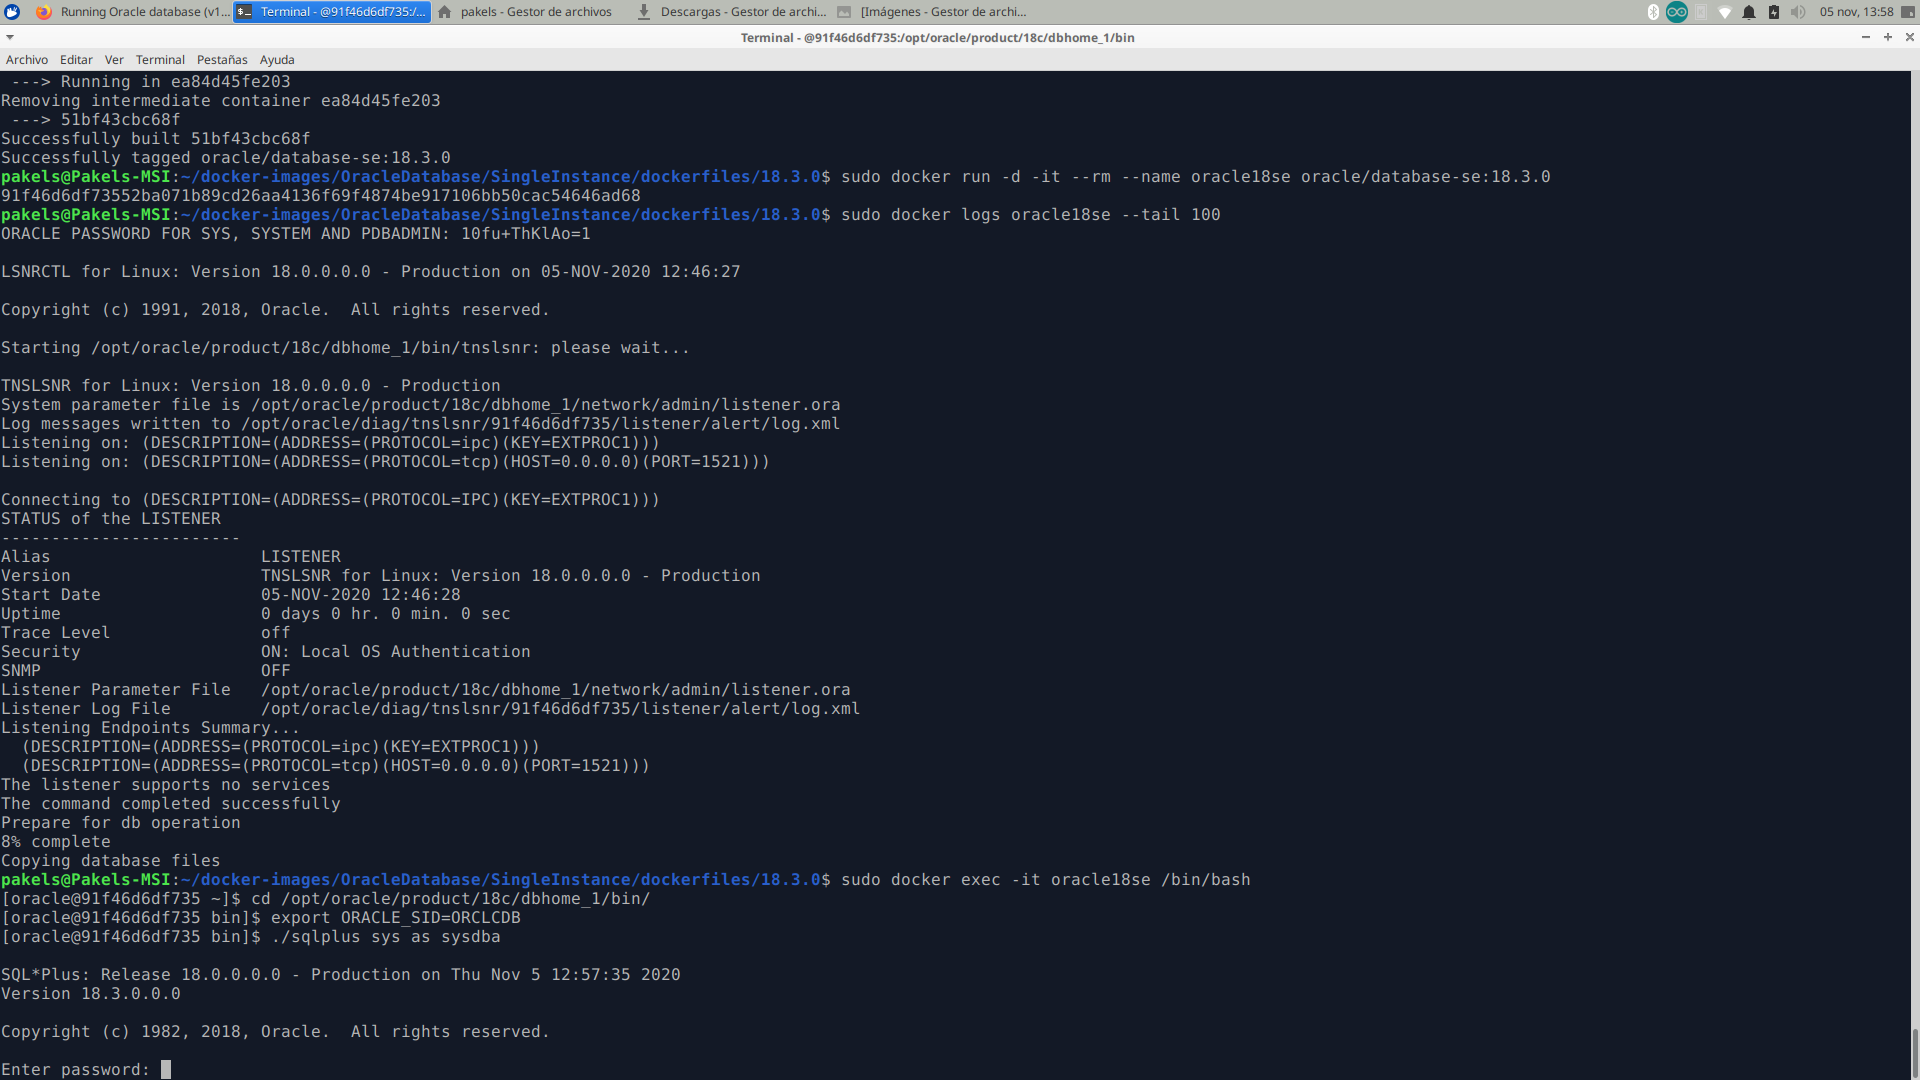 Running Oracle database (v1...
Terminal - @91f46d6df735:/...
pakels - Gestor de archivos
Descargas - Gestor de archi...
[Imágenes - Gestor de archi...
05 nov, 13:58
Terminal - @91f46d6df735:/opt/oracle/product/18c/dbhome_1/bin
Archivo Editar Ver Terminal Pestañas Ayuda
 ---> Running in ea84d45fe203
Removing intermediate container ea84d45fe203
 ---> 51bf43cbc68f
Successfully built 51bf43cbc68f
Successfully tagged oracle/database-se:18.3.0
pakels@Pakels-MSI:~/docker-images/OracleDatabase/SingleInstance/dockerfiles/18.3.0$ sudo docker run -d -it --rm --name oracle18se oracle/database-se:18.3.0
91f46d6df73552ba071b89cd26aa4136f69f4874be917106bb50cac54646ad68
pakels@Pakels-MSI:~/docker-images/OracleDatabase/SingleInstance/dockerfiles/18.3.0$ sudo docker logs oracle18se --tail 100
ORACLE PASSWORD FOR SYS, SYSTEM AND PDBADMIN: 10fu+ThKlAo=1
LSNRCTL for Linux: Version 18.0.0.0.0 - Production on 05-NOV-2020 12:46:27
Copyright (c) 1991, 2018, Oracle.  All rights reserved.
Starting /opt/oracle/product/18c/dbhome_1/bin/tnslsnr: please wait...
TNSLSNR for Linux: Version 18.0.0.0.0 - Production
System parameter file is /opt/oracle/product/18c/dbhome_1/network/admin/listener.ora
Log messages written to /opt/oracle/diag/tnslsnr/91f46d6df735/listener/alert/log.xml
Listening on: (DESCRIPTION=(ADDRESS=(PROTOCOL=ipc)(KEY=EXTPROC1)))
Listening on: (DESCRIPTION=(ADDRESS=(PROTOCOL=tcp)(HOST=0.0.0.0)(PORT=1521)))
Connecting to (DESCRIPTION=(ADDRESS=(PROTOCOL=IPC)(KEY=EXTPROC1)))
STATUS of the LISTENER
------------------------
Alias                     LISTENER
Version                   TNSLSNR for Linux: Version 18.0.0.0.0 - Production
Start Date                05-NOV-2020 12:46:28
Uptime                    0 days 0 hr. 0 min. 0 sec
Trace Level               off
Security                  ON: Local OS Authentication
SNMP                      OFF
Listener Parameter File   /opt/oracle/product/18c/dbhome_1/network/admin/listener.ora
Listener Log File         /opt/oracle/diag/tnslsnr/91f46d6df735/listener/alert/log.xml
Listening Endpoints Summary...
  (DESCRIPTION=(ADDRESS=(PROTOCOL=ipc)(KEY=EXTPROC1)))
  (DESCRIPTION=(ADDRESS=(PROTOCOL=tcp)(HOST=0.0.0.0)(PORT=1521)))
The listener supports no services
The command completed successfully
Prepare for db operation
8% complete
Copying database files
pakels@Pakels-MSI:~/docker-images/OracleDatabase/SingleInstance/dockerfiles/18.3.0$ sudo docker exec -it oracle18se /bin/bash
[oracle@91f46d6df735 ~]$ cd /opt/oracle/product/18c/dbhome_1/bin/
[oracle@91f46d6df735 bin]$ export ORACLE_SID=ORCLCDB
[oracle@91f46d6df735 bin]$ ./sqlplus sys as sysdba
SQL*Plus: Release 18.0.0.0.0 - Production on Thu Nov 5 12:57:35 2020
Version 18.3.0.0.0
Copyright (c) 1982, 2018, Oracle.  All rights reserved.
Enter password: